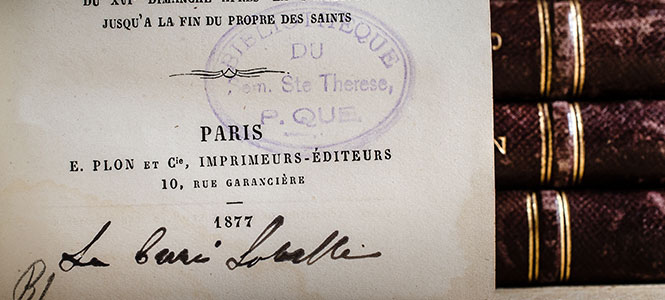 DU XVIe DIMANCHE APRÈS
JUSQU'A LA FIN DU PROPRE DES SAINTS
BIBLIOTHÈQUE
DU
Sem. Ste Therese,
P. QUE.
PARIS
E. PLON ET Cie, IMPRIMEURS-ÉDITEURS
10, RUE GARANCIÈRE
1877
Le Curé